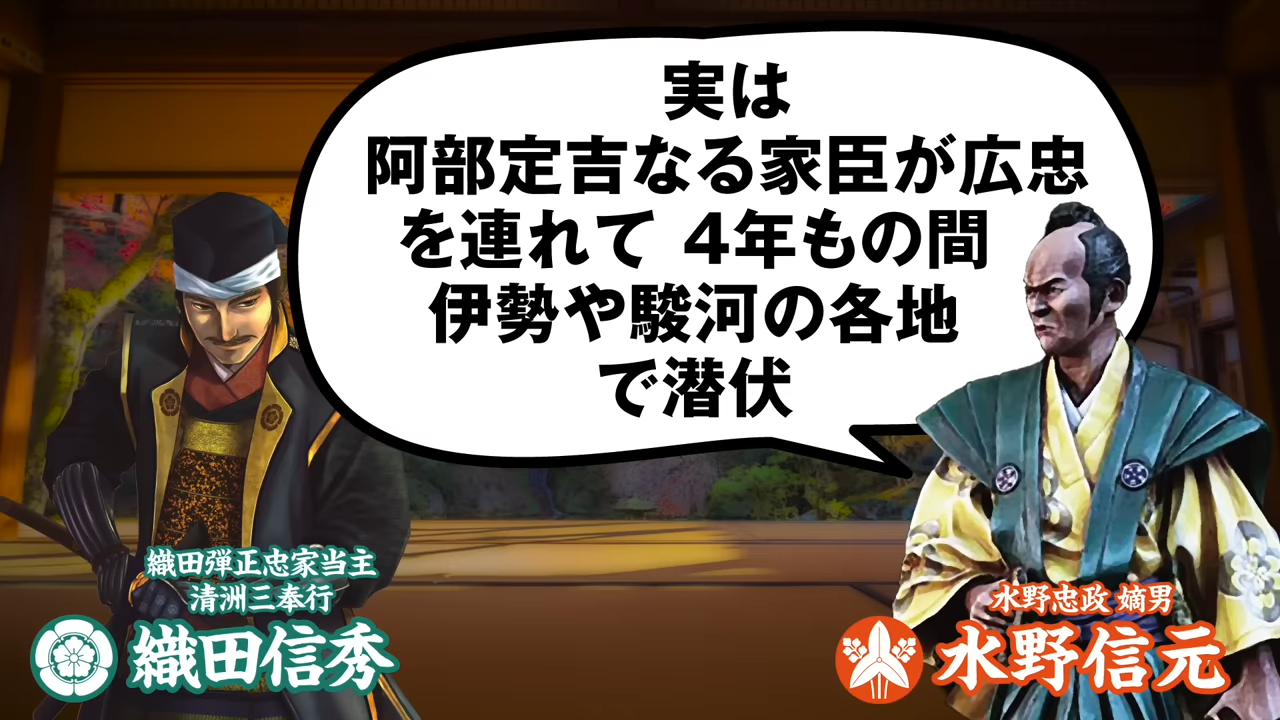 実は
阿部定吉なる家臣が広忠
を連れて 4年もの間
伊勢や駿河の各地
で潜伏
織田弾正忠家当主
清洲三奉行
織田信秀
水野忠政 嫡男
水野信元